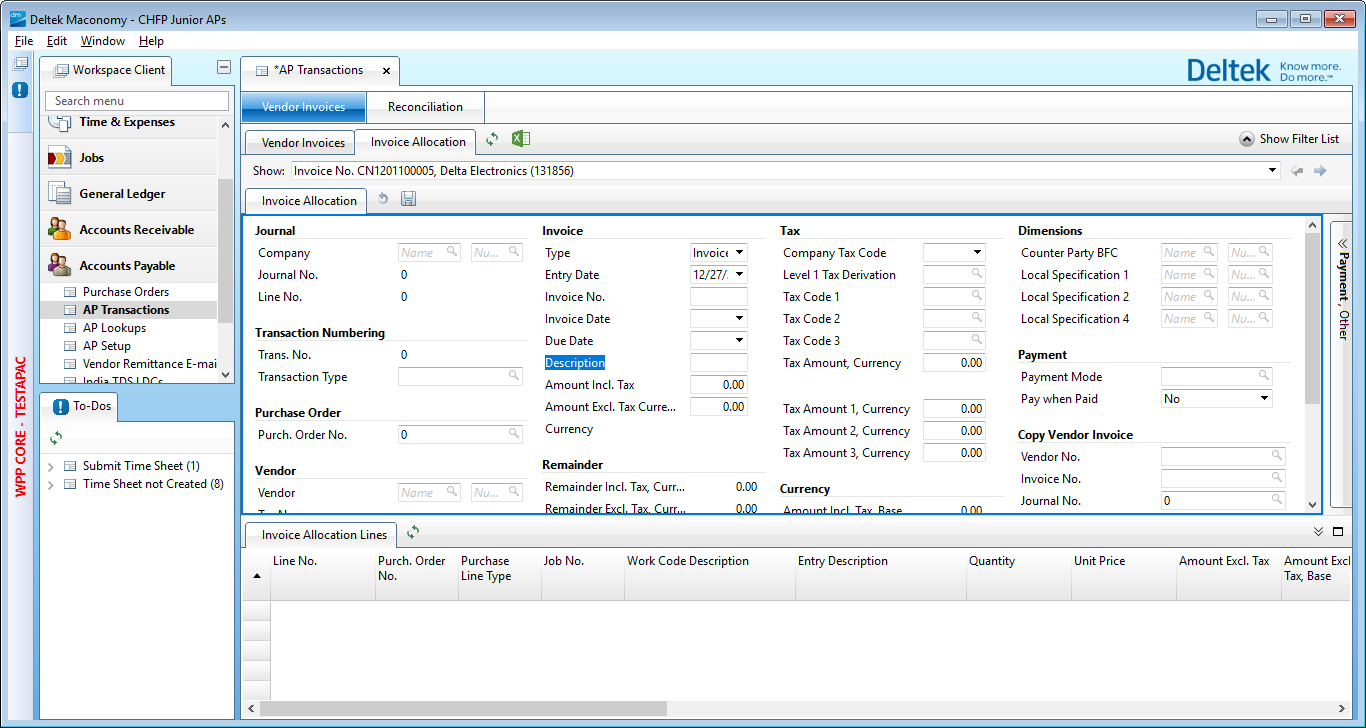 Deltek Maconomy - CHFP Junior APs
File Edit Window Help
Workspace Client
Search menu
Time & Expenses
Jobs
General Ledger
Accounts Receivable
Accounts Payable
Purchase Orders
AP Transactions
AP Lookups
AP Setup
Vendor Remittance E-mai
India TDS LDCs
To-Dos
Submit Time Sheet (1)
Time Sheet not Created (8)
WPP CORE - TESTAPAC
*AP Transactions
Deltek Know more.
Do more.™
Vendor Invoices Reconciliation
Vendor Invoices Invoice Allocation
Show Filter List
Show: Invoice No. CN1201100005, Delta Electronics (131856)
Invoice Allocation
Journal
Company Name Nu...
Journal No. 0
Line No. 0
Transaction Numbering
Trans. No. 0
Transaction Type
Purchase Order
Purch. Order No. 0
Vendor
Vendor Name Nu...
Invoice
Type Invoice
Entry Date 12/27/
Invoice No.
Invoice Date
Due Date
Description
Amount Incl. Tax 0.00
Amount Excl. Tax Curre... 0.00
Currency
Remainder
Remainder Incl. Tax, Curr... 0.00
Remainder Excl. Tax, Curr... 0.00
Tax
Company Tax Code
Level 1 Tax Derivation
Tax Code 1
Tax Code 2
Tax Code 3
Tax Amount, Currency 0.00
Tax Amount 1, Currency 0.00
Tax Amount 2, Currency 0.00
Tax Amount 3, Currency 0.00
Currency
Amount Incl. Tax, Base 0.00
Dimensions
Counter Party BFC Name Nu...
Local Specification 1 Name Nu...
Local Specification 2 Name Nu...
Local Specification 4 Name Nu...
Payment
Payment Mode
Pay when Paid No
Copy Vendor Invoice
Vendor No.
Invoice No.
Journal No. 0
Payment, Other
Invoice Allocation Lines
Line No. Purch. Order No. Purchase Line Type Job No. Work Code Description Entry Description Quantity Unit Price Amount Excl. Tax Amount Excl Tax, Base